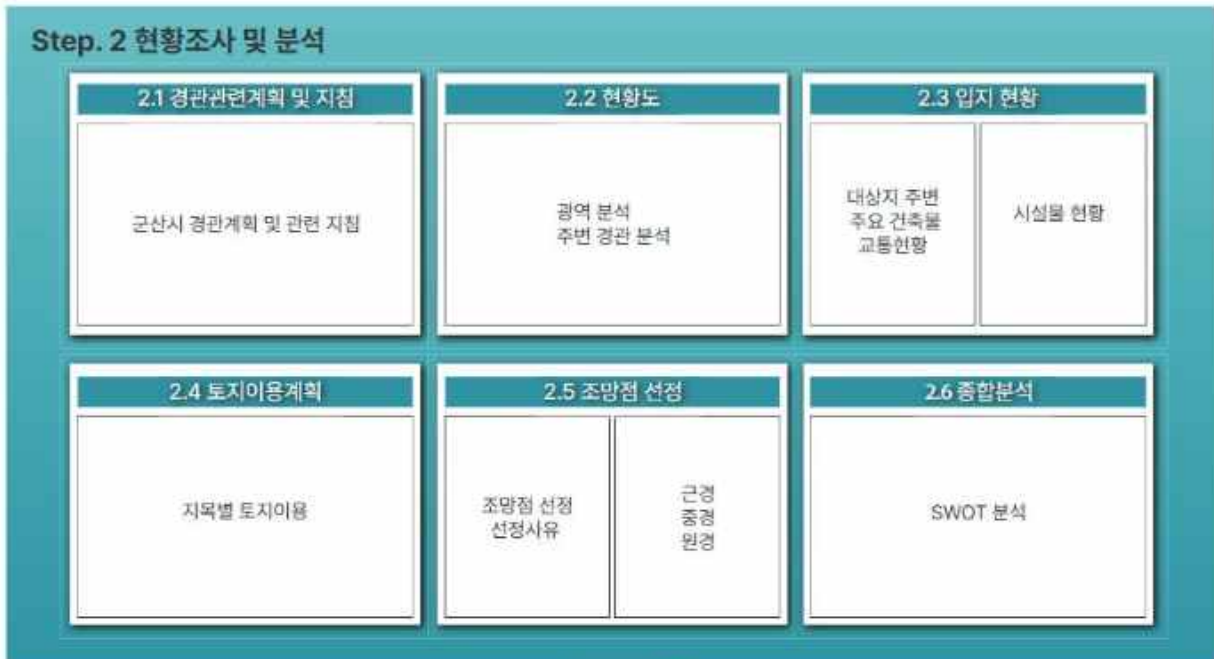 Step. 2 현황조사 및 분석
2.1 경관관련계획 및 지침
군산시 경관계획 및 관련 지침
2.2 현황도
광역 분석
주변 경관 분석
2.3 입지 현황
대상지 주변
주요 건축물
교통현황
시설물 현황
2.4 토지이용계획
지목별 토지이용
2.5 조망점 선정
조망점 선정
선정사유
근경
중경
원경
2.6 종합분석
SWOT 분석